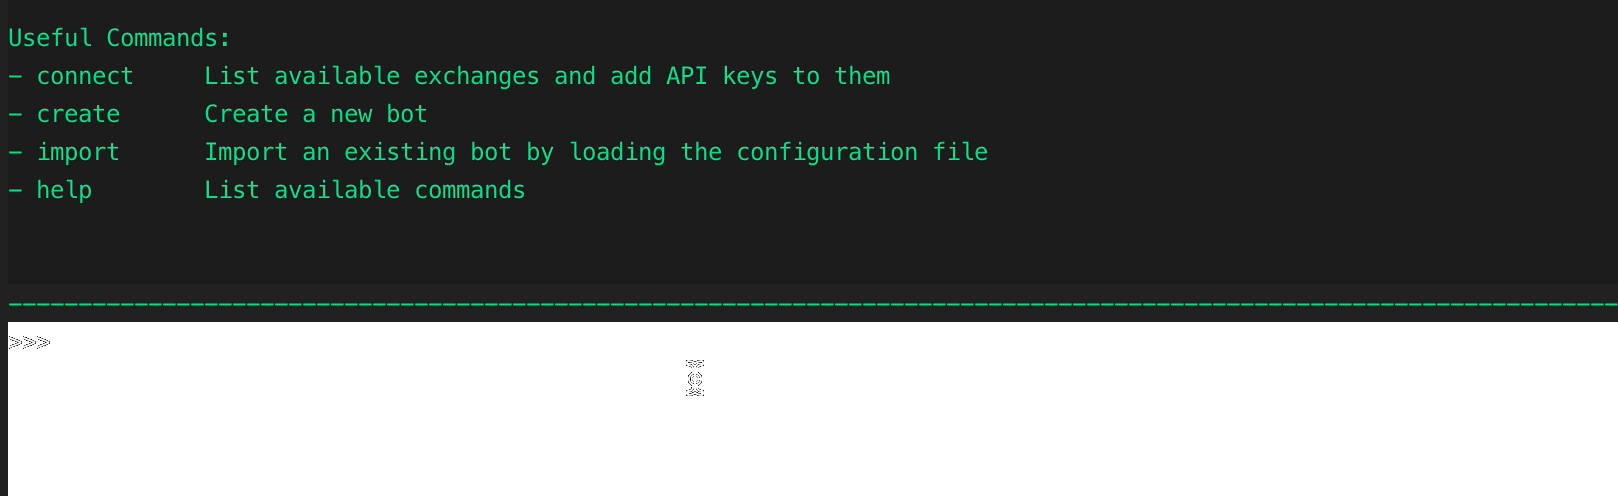 Useful Commands:
- connect     List available exchanges and add API keys to them
- create      Create a new bot
- import      Import an existing bot by loading the configuration file
- help        List available commands
>>>